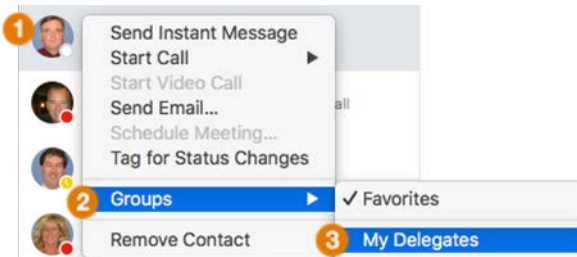 1
Send Instant Message
Start Call
Start Video Call
all
Send Email...
Schedule Meeting...
Tag for Status Changes
2 Groups
✓ Favorites
Remove Contact
3 My Delegates